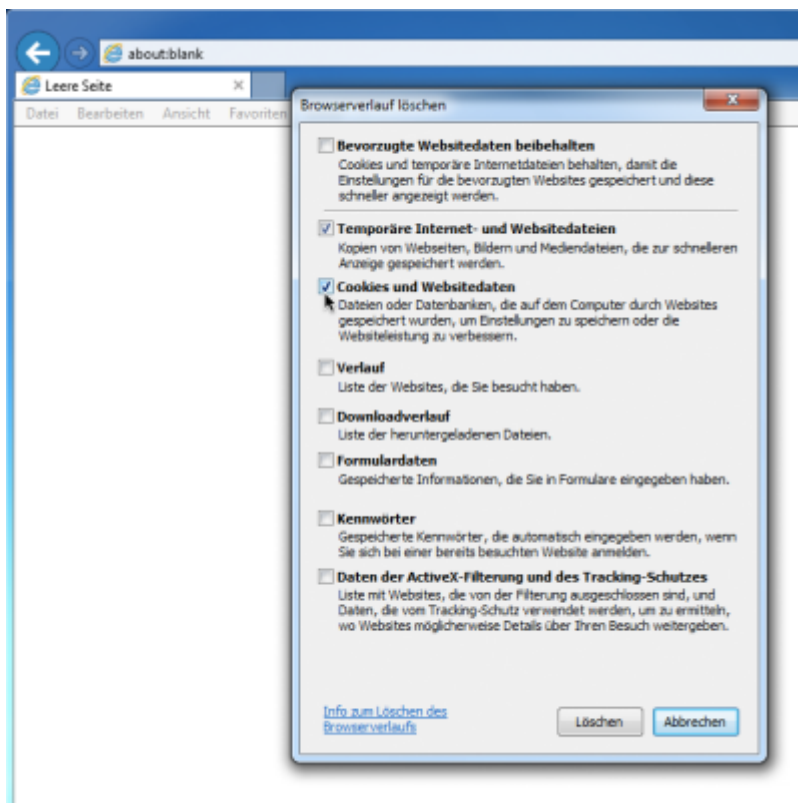 about:blank
Leere Seite
Datei Bearbeiten Ansicht Favoriten
Browserverlauf löschen
Bevorzugte Websitedaten beibehalten
Cookies und temporäre Internetdateien behalten, damit die
Einstellungen für die bevorzugten Websites gespeichert und diese
schneller angezeigt werden.
Temporäre Internet- und Websitedateien
Kopien von Webseiten, Bildern und Mediendateien, die zur schnelleren
Anzeige gespeichert werden.
Cookies und Websitedaten
Dateien oder Datenbanken, die auf dem Computer durch Websites
gespeichert wurden, um Einstellungen zu speichern oder die
Websiteleistung zu verbessern.
Verlauf
Liste der Websites, die Sie besucht haben.
Downloadverlauf
Liste der heruntergeladenen Dateien.
Formulardaten
Gespeicherte Informationen, die Sie in Formulare eingegeben haben.
Kennwörter
Gespeicherte Kennwörter, die automatisch eingegeben werden, wenn
Sie sich bei einer bereits besuchten Website anmelden.
Daten der ActiveX-Filterung und des Tracking-Schutzes
Liste mit Websites, die von der Filterung ausgeschlossen sind, und
Daten, die vom Tracking-Schutz verwendet werden, um zu ermitteln,
wo Websites möglicherweise Details über Ihren Besuch weitergeben.
Info zum Löschen des
Browserverlaufs
Löschen Abbrechen